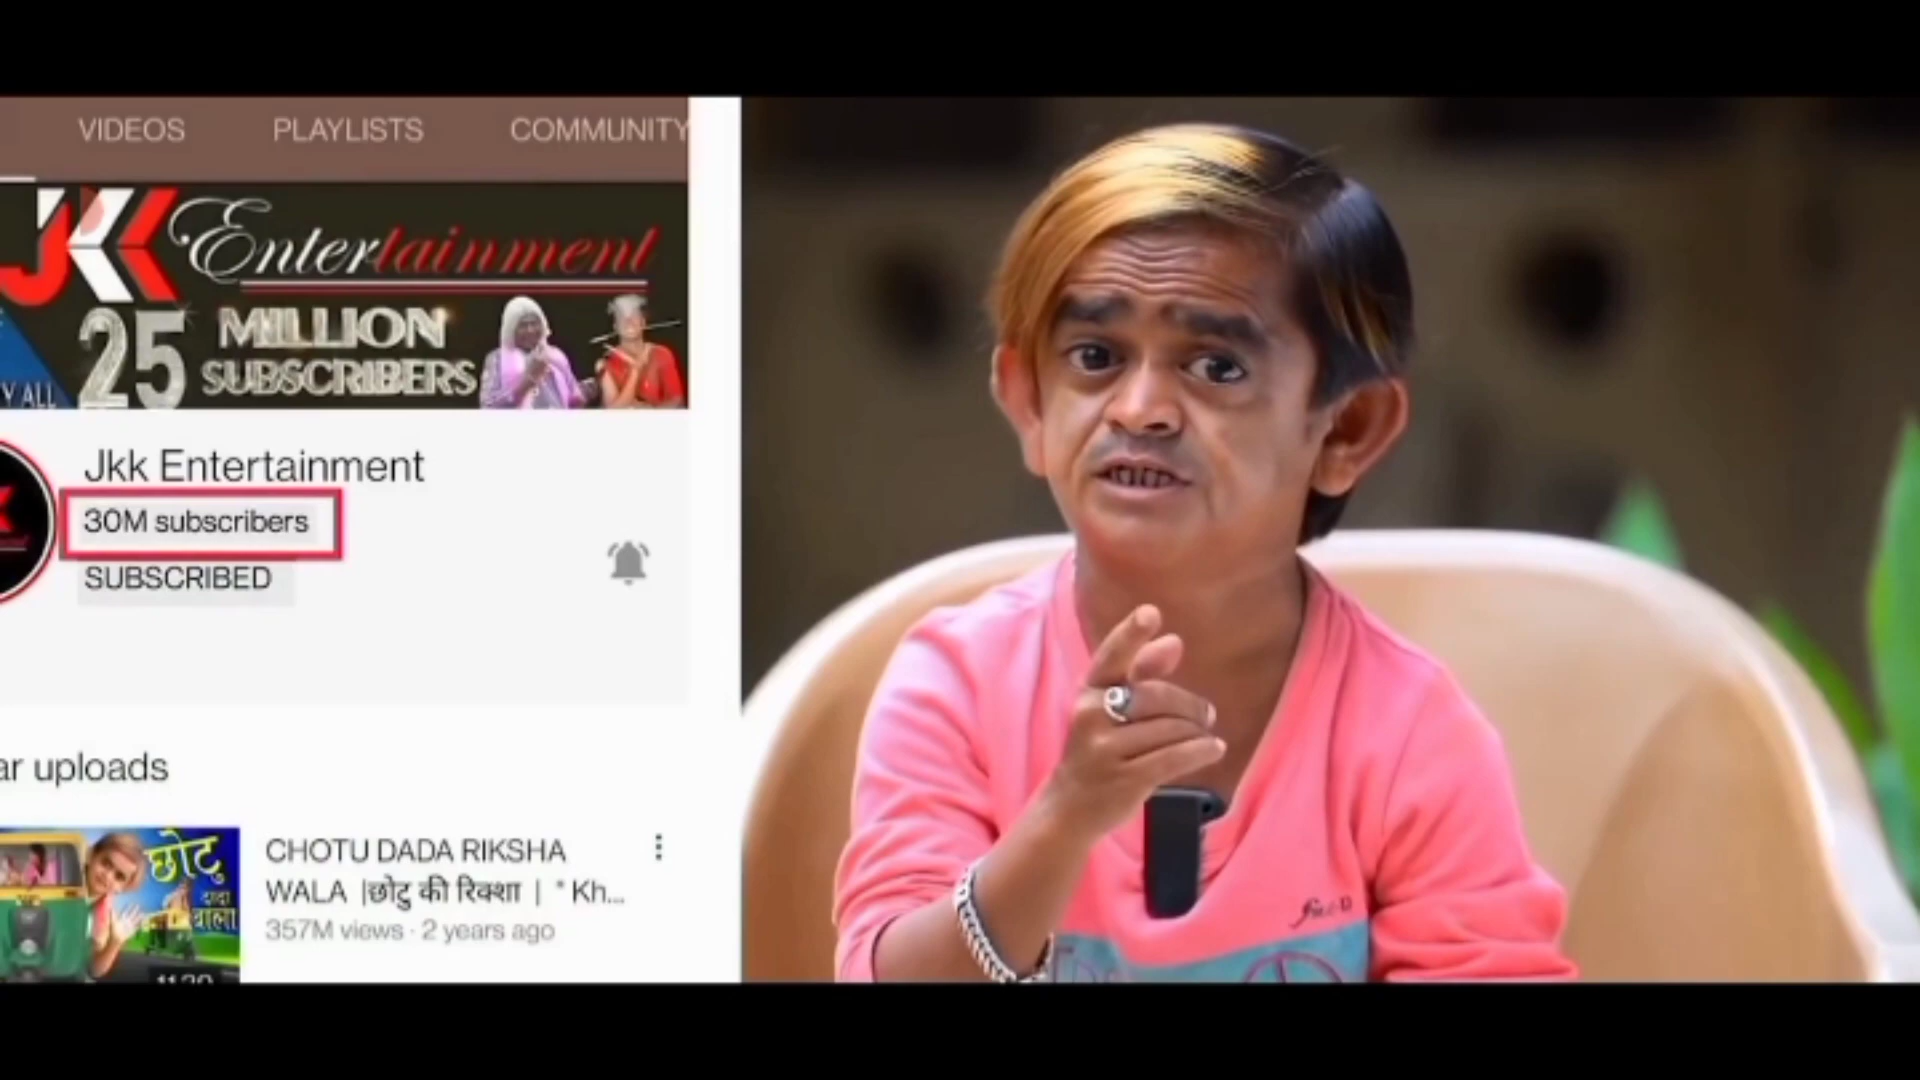 VIDEOS PLAYLISTS COMMUNITY
JKK Entertainment
25 MILLION
SUBSCRIBERS
Y ALL
Jkk Entertainment
30M subscribers
SUBSCRIBED
ar uploads
CHOTU DADA RIKSHA
WALA |छोटु की रिक्शा | " Kh...
357M views · 2 years ago
छोटु
दादा
वाला